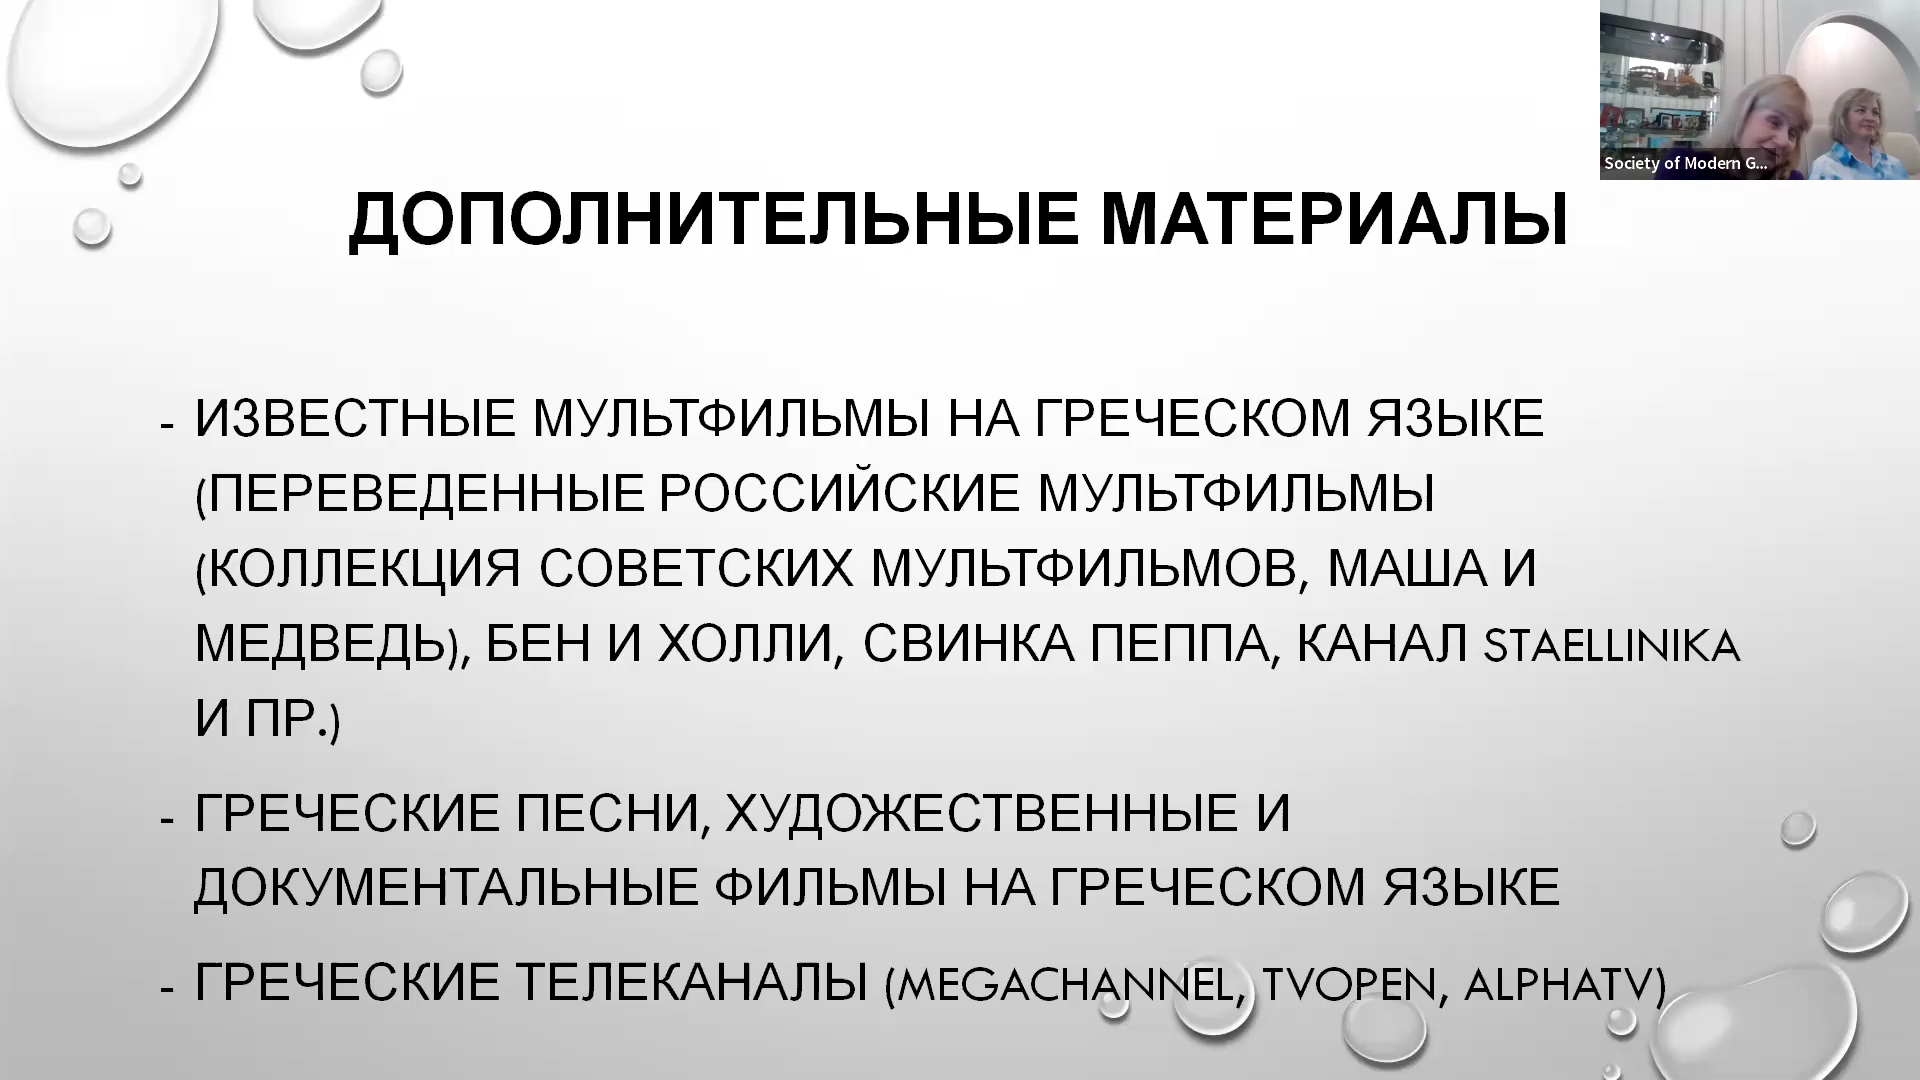 Society of Modern G...
ДОПОЛНИТЕЛЬНЫЕ МАТЕРИАЛЫ
- ИЗВЕСТНЫЕ МУЛЬТФИЛЬМЫ НА ГРЕЧЕСКОМ ЯЗЫКЕ
(ПЕРЕВЕДЕННЫЕ РОССИЙСКИЕ МУЛЬТФИЛЬМЫ
(КОЛЛЕКЦИЯ СОВЕТСКИХ МУЛЬТФИЛЬМОВ, МАША И
МЕДВЕДЬ), БЕН И ХОЛЛИ, СВИНКА ПЕППА, КАНАЛ STAELLINIKA
И ПР.)
- ГРЕЧЕСКИЕ ПЕСНИ, ХУДОЖЕСТВЕННЫЕ И
ДОКУМЕНТАЛЬНЫЕ ФИЛЬМЫ НА ГРЕЧЕСКОМ ЯЗЫКЕ
- ГРЕЧЕСКИЕ ТЕЛЕКАНАЛЫ (MEGACHANNEL, TVOPEN, ALPHATV)